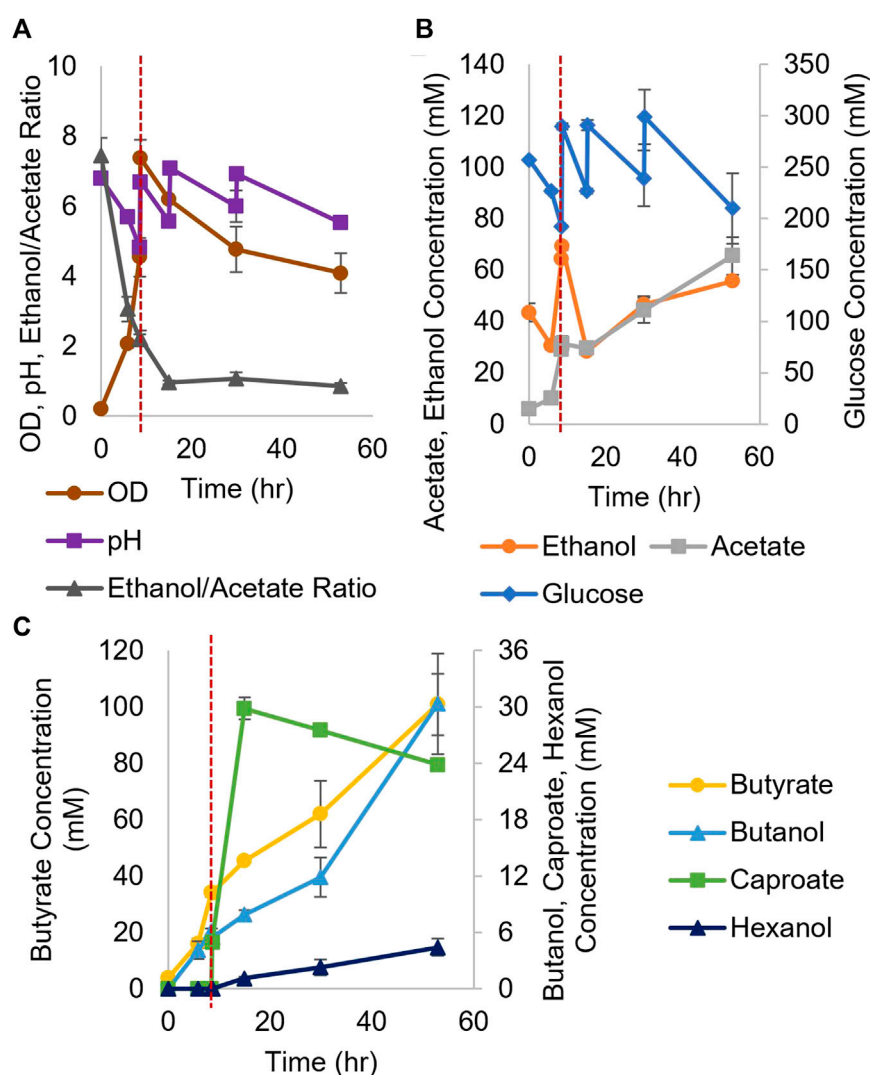 A
OD, pH, Ethanol/Acetate Ratio
10
8
6
4
2
0
0 20 40 60
Time (hr)
OD
pH
Ethanol/Acetate Ratio
B
Acetate, Ethanol Concentration (mM)
140
120
100
80
60
40
20
0
350
300
250
200
150
100
50
0
Glucose Concentration (mM)
0 20 40 60
Time (hr)
Ethanol Acetate
Glucose
C
Butyrate Concentration
(mM)
120
100
80
60
40
20
0
36
30
24
18
12
6
0
Butanol, Caproate, Hexanol
Concentration (mM)
0 20 40 60
Time (hr)
Butyrate
Butanol
Caproate
Hexanol